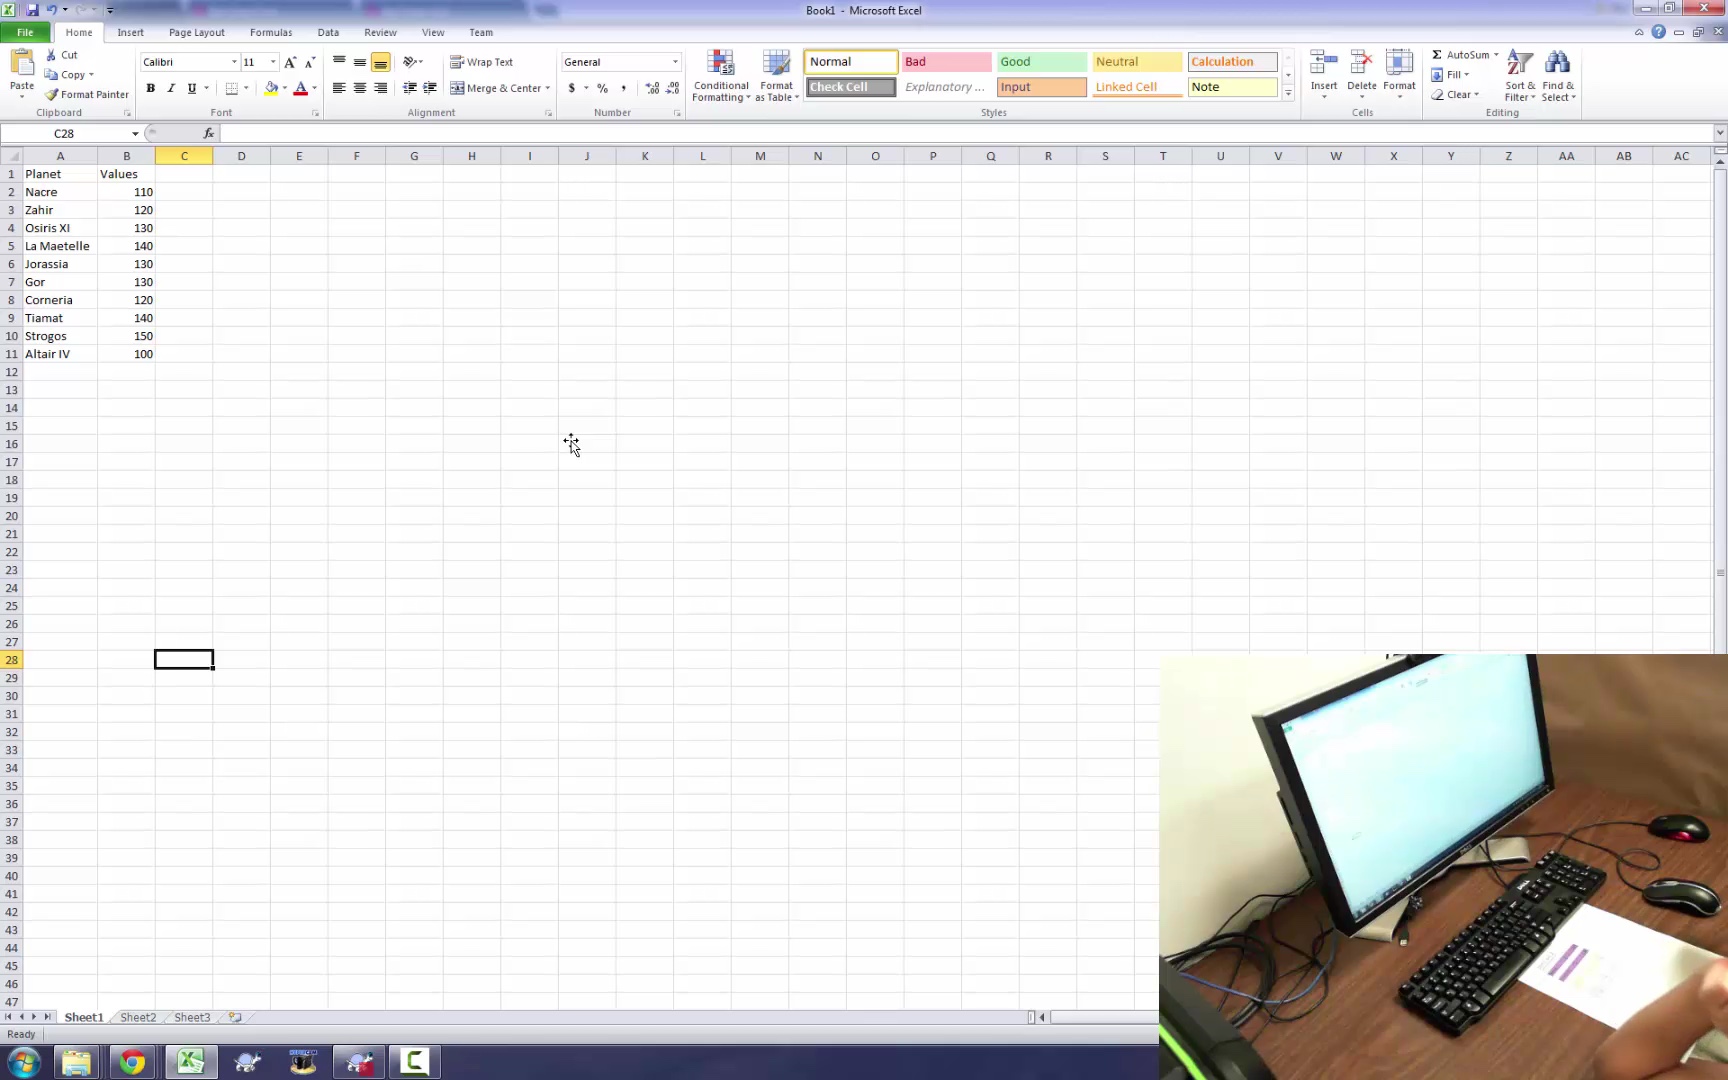 Book1 - Microsoft Excel
File Home Insert Page Layout Formulas Data Review View Team
Cut
Copy
Format Painter
Paste
Clipboard
Calibri 11
B I U
Font
Wrap Text
Merge & Center
Alignment
General
$ % ,
Number
Conditional Formatting
Format as Table
Normal Bad Good Neutral Calculation
Check Cell Explanatory ... Input Linked Cell Note
Styles
Insert Delete Format
Cells
AutoSum
Fill
Clear
Sort & Filter
Find & Select
Editing
C28 fx
A B C D E F G H I J K L M N O P Q R S T U V W X Y Z AA AB AC
1 Planet Values
2 Nacre 110
3 Zahir 120
4 Osiris XI 130
5 La Maetelle 140
6 Jorassia 130
7 Gor 130
8 Corneria 120
9 Tiamat 140
10 Strogos 150
11 Altair IV 100
12
13
14
15
16
17
18
19
20
21
22
23
24
25
26
27
28
29
30
31
32
33
34
35
36
37
38
39
40
41
42
43
44
45
46
47
Sheet1 Sheet2 Sheet3
Ready